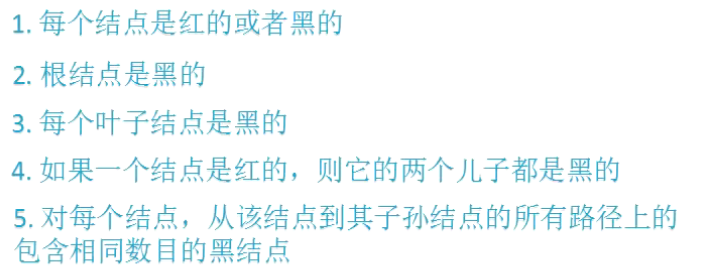 1. 每个结点是红的或者黑的
2. 根结点是黑的
3. 每个叶子结点是黑的
4. 如果一个结点是红的，则它的两个儿子都是黑的
5. 对每个结点，从该结点到其子孙结点的所有路径上的
包含相同数目的黑结点